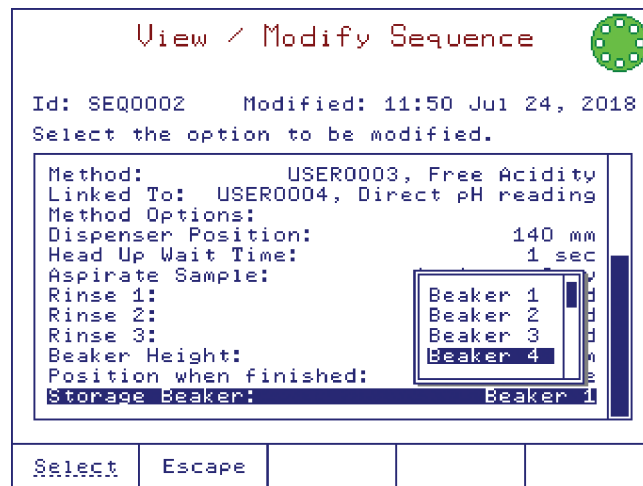 View / Modify Sequence
Id: SEQ0002 Modified: 11:50 Jul 24, 2018
Select the option to be modified.
Method: USER0003, Free Acidity
Linked To: USER0004, Direct pH reading
Method Options:
Dispenser Position: 140 mm
Head Up Wait Time: 1 sec
Aspirate Sample:
Rinse 1:
Rinse 2:
Rinse 3:
Beaker Height:
Position when finished:
Storage Beaker: Beaker 1
Beaker 1
Beaker 2
Beaker 3
Beaker 4
Select Escape